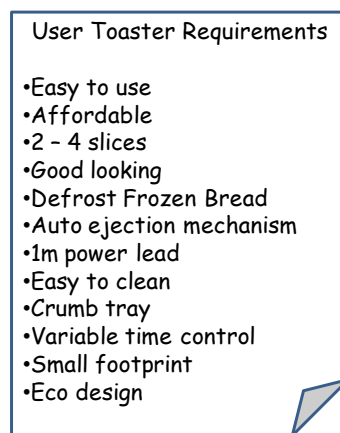 User Toaster Requirements
•Easy to use
•Affordable
•2 – 4 slices
•Good looking
•Defrost Frozen Bread
•Auto ejection mechanism
•1m power lead
•Easy to clean
•Crumb tray
•Variable time control
•Small footprint
•Eco design